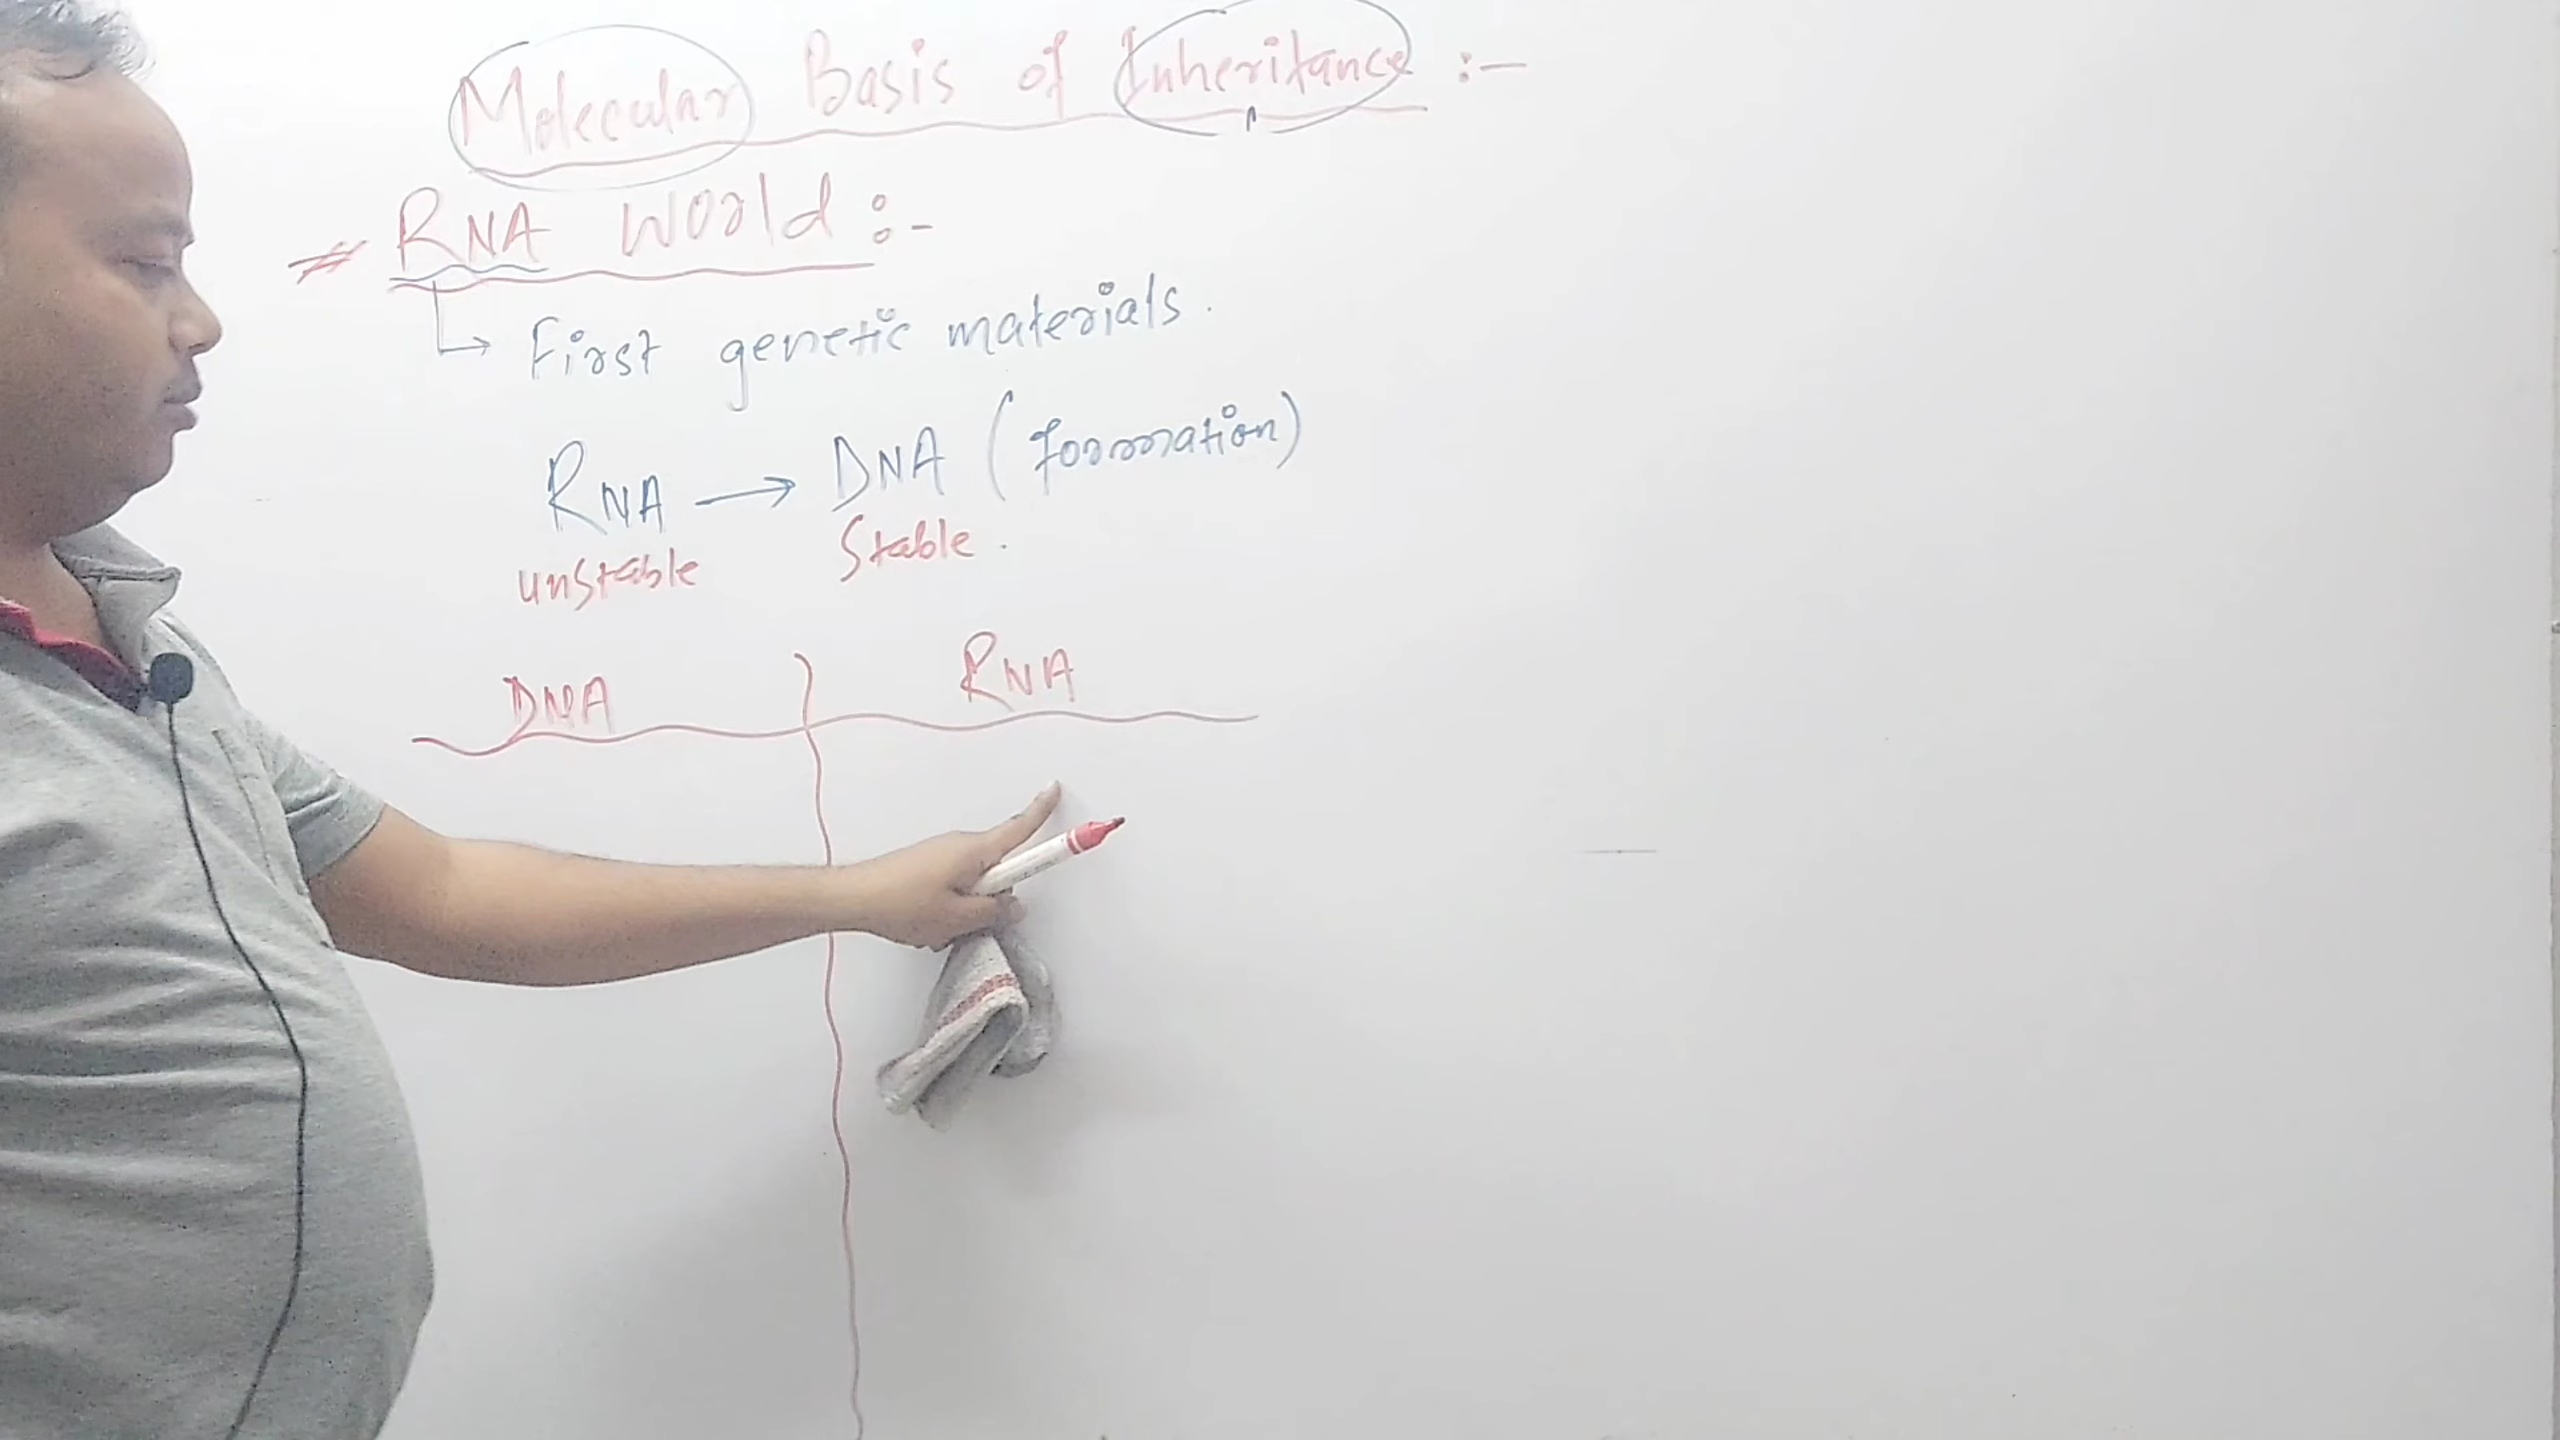 Molecular Basis of Inheritance :-
RNA World :-
↳ First genetic materials.
RNA → DNA (formation)
unstable Stable.
DNA RNA